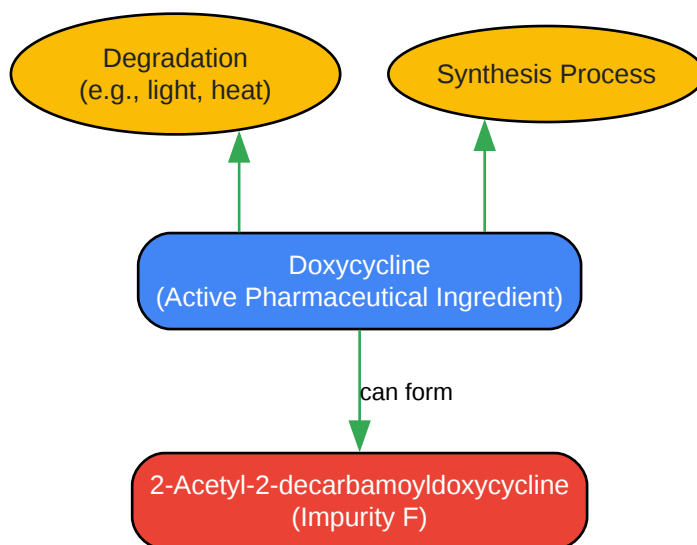 Degradation
(e.g., light, heat)
Synthesis Process
Doxycycline
(Active Pharmaceutical Ingredient)
can form
2-Acetyl-2-decarbamoyldoxycycline
(Impurity F)